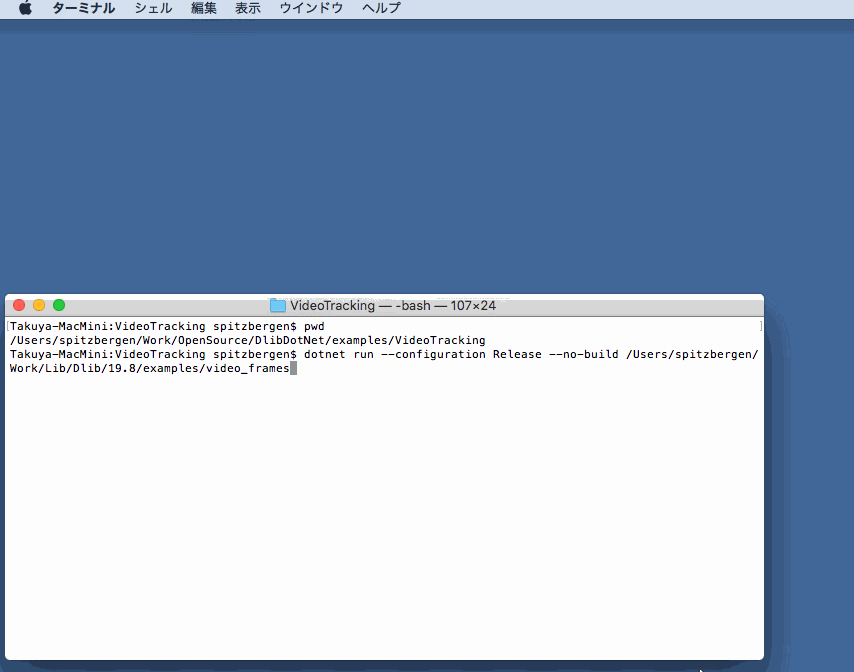 ターミナル シェル 編集 表示 ウインドウ ヘルプ
VideoTracking — -bash — 107×24
[Takuya-MacMini:VideoTracking spitzbergen$ pwd ]
/Users/spitzbergen/Work/OpenSource/DlibDotNet/examples/VideoTracking
Takuya-MacMini:VideoTracking spitzbergen$ dotnet run --configuration Release --no-build /Users/spitzbergen/
Work/Lib/Dlib/19.8/examples/video_frames